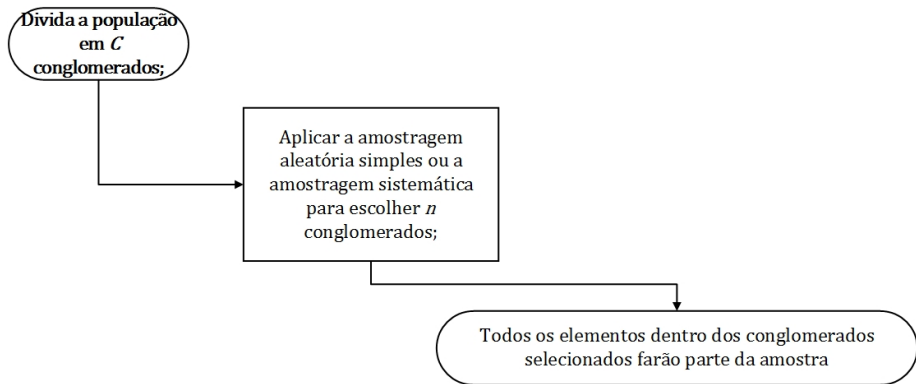 Divida a população
em C
conglomerados;
Aplicar a amostragem
aleatória simples ou a
amostragem sistemática
para escolher n
conglomerados;
Todos os elementos dentro dos conglomerados
selecionados farão parte da amostra